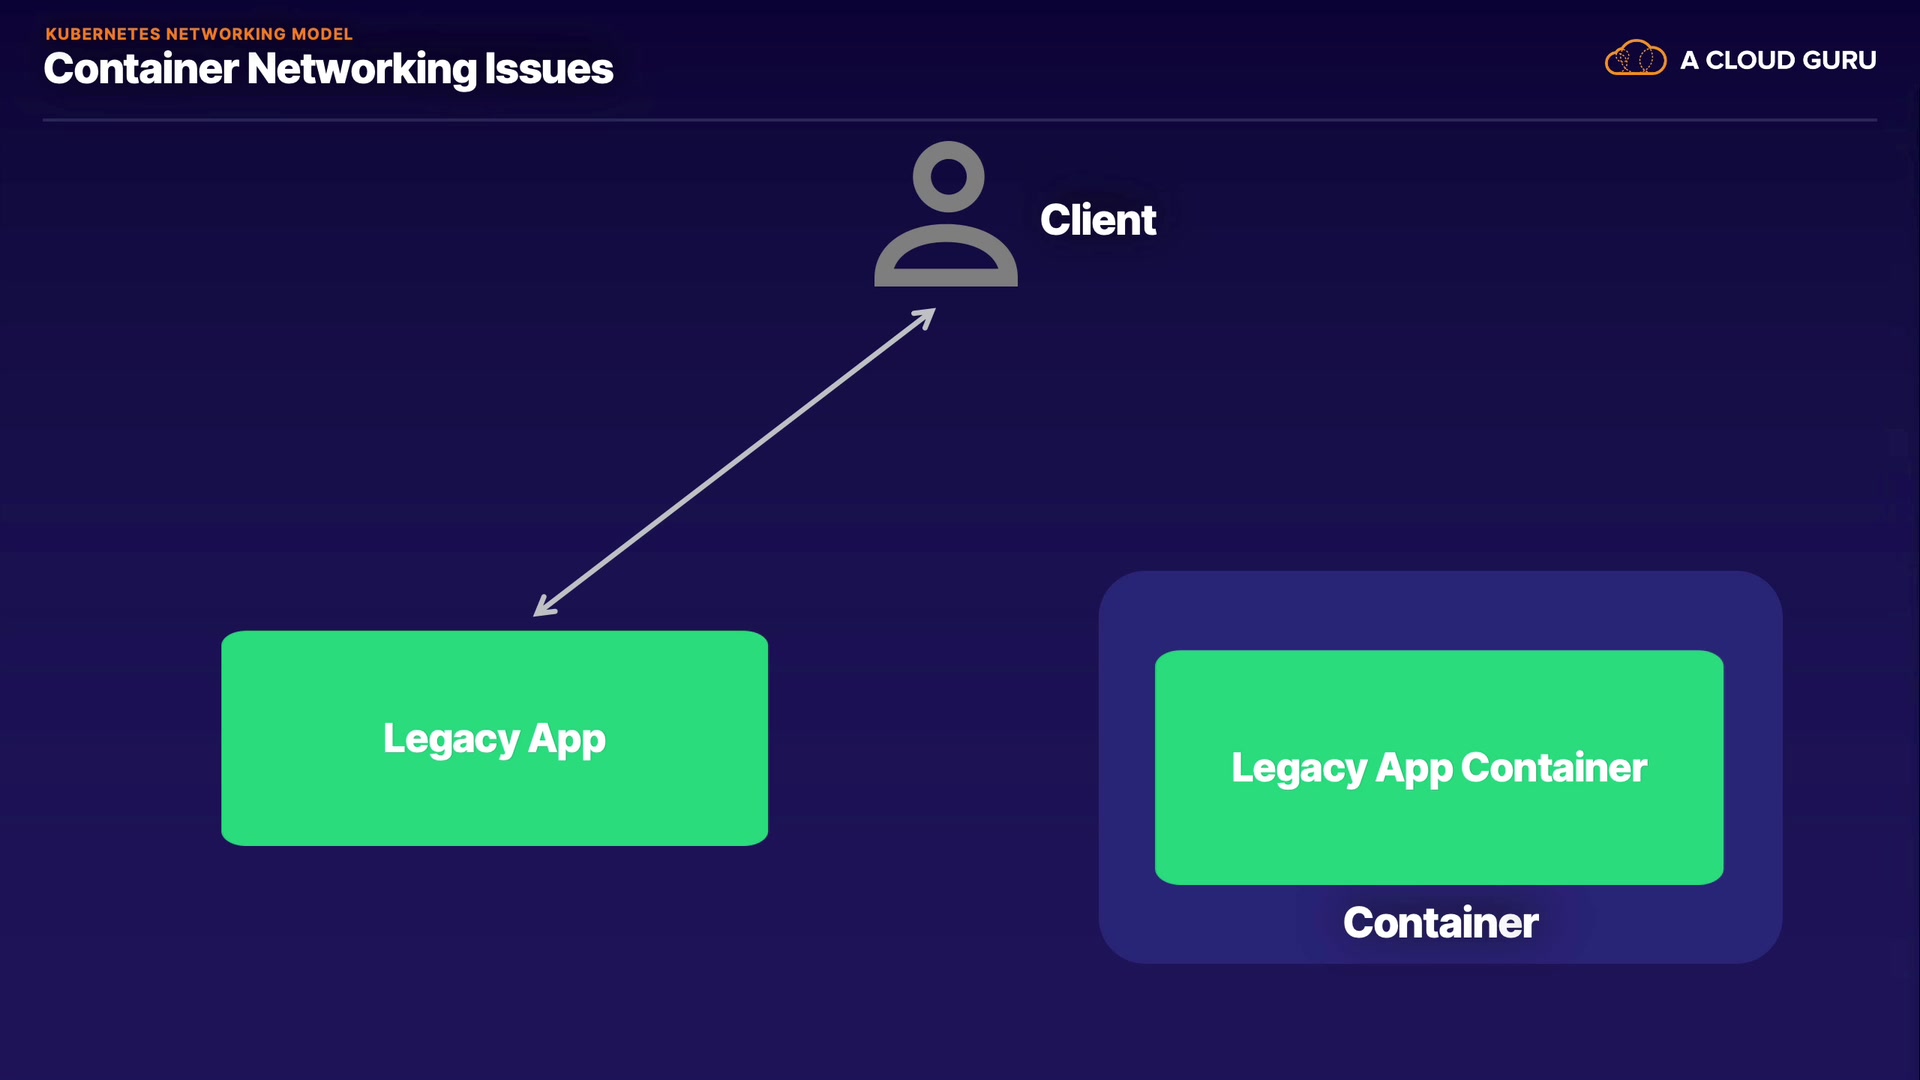 KUBERNETES NETWORKING MODEL
Container Networking Issues
A CLOUD GURU
Client
Legacy App
Legacy App Container
Container